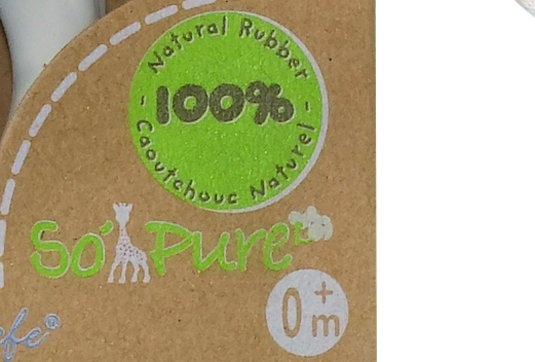 Natural Rubber
- 100% -
Caoutchouc Naturel
So' Pure
0+m